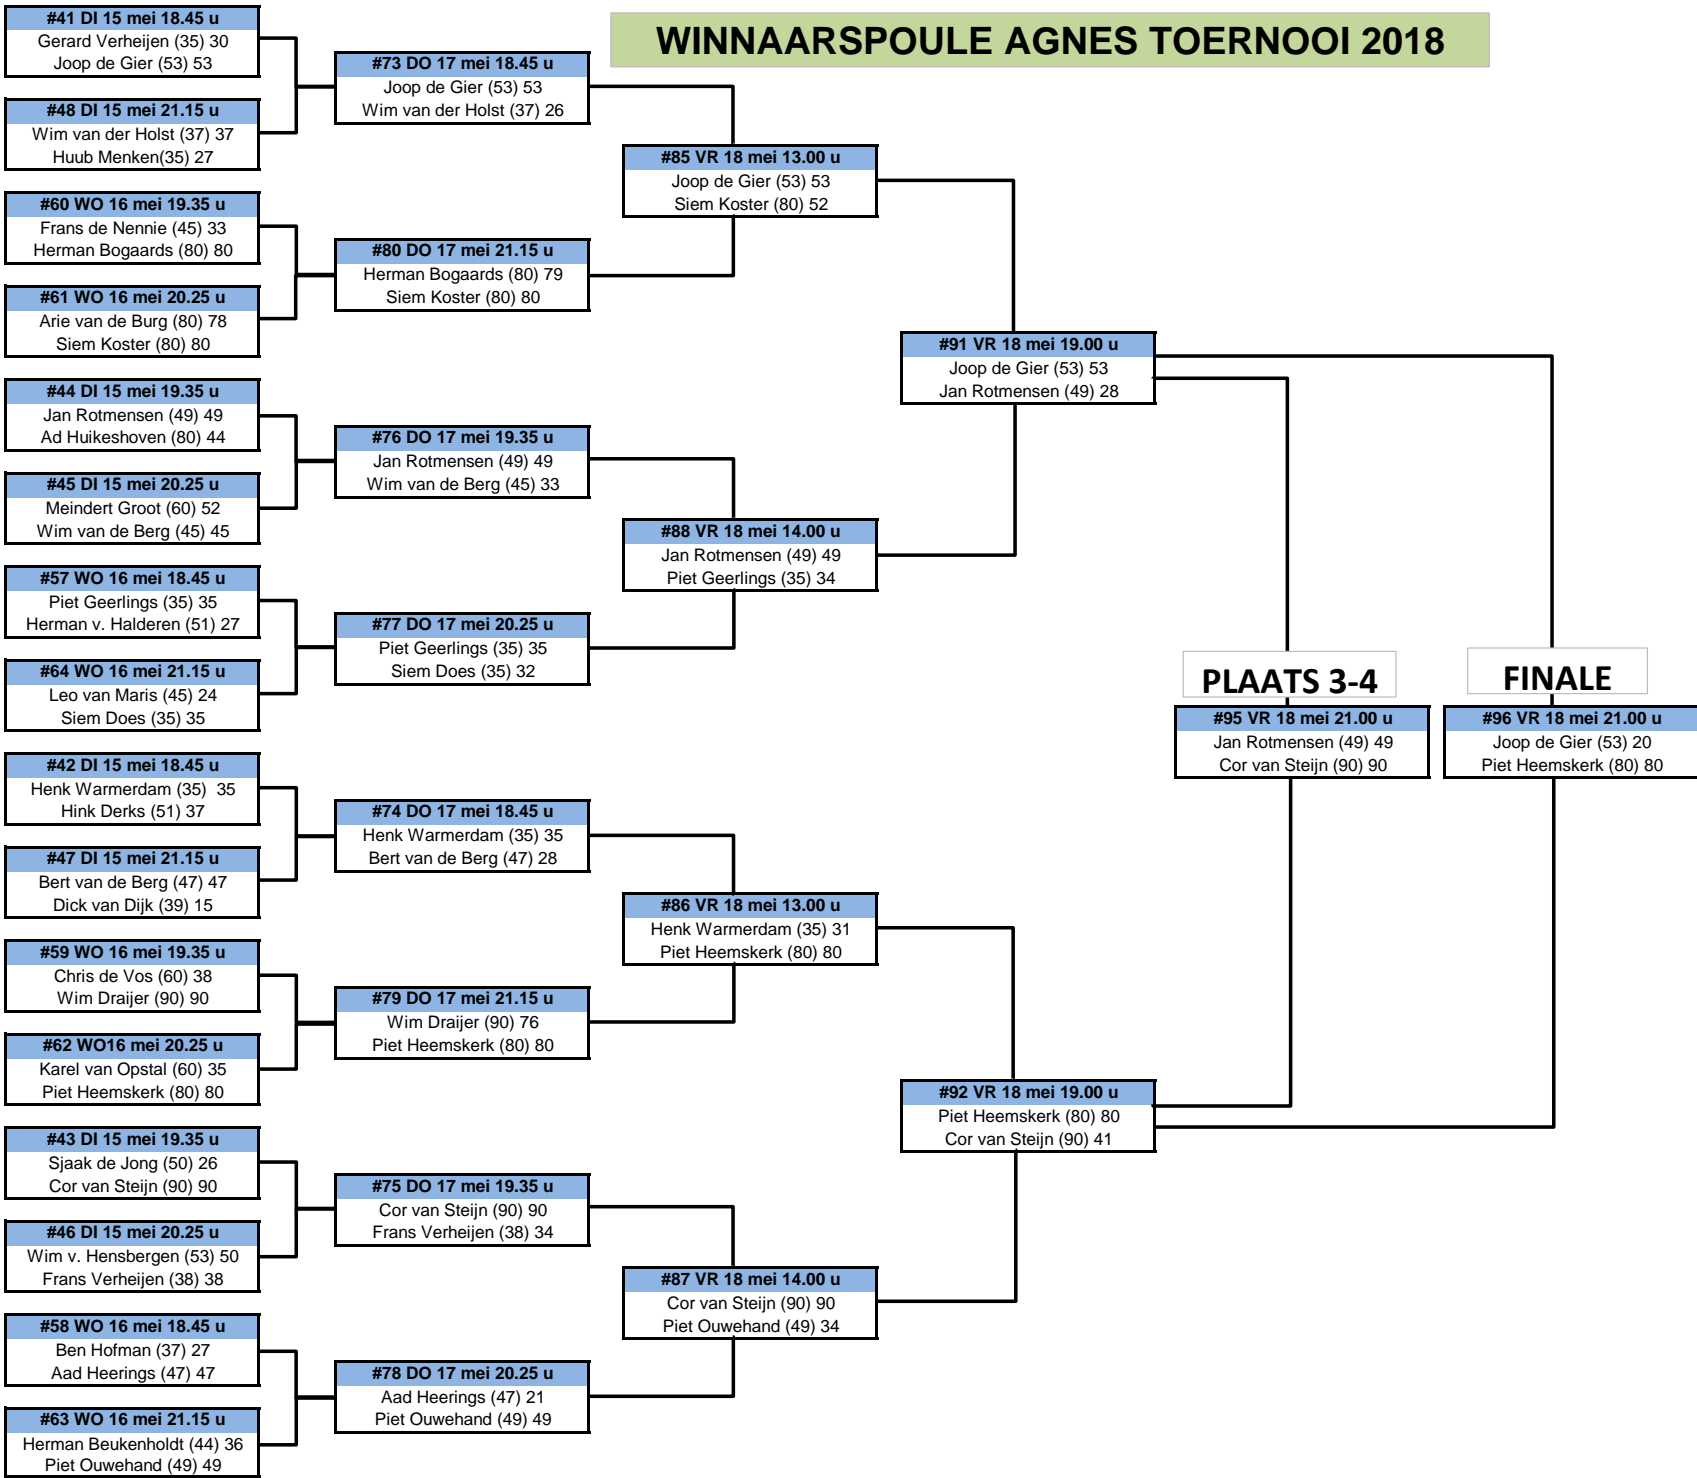 WINNAARSPOULE AGNES TOERNOOI 2018
#41 DI 15 mei 18.45 u
Gerard Verheijen (35) 30
Joop de Gier (53) 53
#48 DI 15 mei 21.15 u
Wim van der Holst (37) 37
Huub Menken(35) 27
#60 WO 16 mei 19.35 u
Frans de Nennie (45) 33
Herman Bogaards (80) 80
#61 WO 16 mei 20.25 u
Arie van de Burg (80) 78
Siem Koster (80) 80
#44 DI 15 mei 19.35 u
Jan Rotmensen (49) 49
Ad Huikeshoven (80) 44
#45 DI 15 mei 20.25 u
Meindert Groot (60) 52
Wim van de Berg (45) 45
#57 WO 16 mei 18.45 u
Piet Geerlings (35) 35
Herman v. Halderen (51) 27
#64 WO 16 mei 21.15 u
Leo van Maris (45) 24
Siem Does (35) 35
#42 DI 15 mei 18.45 u
Henk Warmerdam (35)  35
Hink Derks (51) 37
#47 DI 15 mei 21.15 u
Bert van de Berg (47) 47
Dick van Dijk (39) 15
#59 WO 16 mei 19.35 u
Chris de Vos (60) 38
Wim Draijer (90) 90
#62 WO16 mei 20.25 u
Karel van Opstal (60) 35
Piet Heemskerk (80) 80
#43 DI 15 mei 19.35 u
Sjaak de Jong (50) 26
Cor van Steijn (90) 90
#46 DI 15 mei 20.25 u
Wim v. Hensbergen (53) 50
Frans Verheijen (38) 38
#58 WO 16 mei 18.45 u
Ben Hofman (37) 27
Aad Heerings (47) 47
#63 WO 16 mei 21.15 u
Herman Beukenholdt (44) 36
Piet Ouwehand (49) 49
#73 DO 17 mei 18.45 u
Joop de Gier (53) 53
Wim van der Holst (37) 26
#80 DO 17 mei 21.15 u
Herman Bogaards (80) 79
Siem Koster (80) 80
#76 DO 17 mei 19.35 u
Jan Rotmensen (49) 49
Wim van de Berg (45) 33
#77 DO 17 mei 20.25 u
Piet Geerlings (35) 35
Siem Does (35) 32
#74 DO 17 mei 18.45 u
Henk Warmerdam (35) 35
Bert van de Berg (47) 28
#79 DO 17 mei 21.15 u
Wim Draijer (90) 76
Piet Heemskerk (80) 80
#75 DO 17 mei 19.35 u
Cor van Steijn (90) 90
Frans Verheijen (38) 34
#78 DO 17 mei 20.25 u
Aad Heerings (47) 21
Piet Ouwehand (49) 49
#85 VR 18 mei 13.00 u
Joop de Gier (53) 53
Siem Koster (80) 52
#88 VR 18 mei 14.00 u
Jan Rotmensen (49) 49
Piet Geerlings (35) 34
#86 VR 18 mei 13.00 u
Henk Warmerdam (35) 31
Piet Heemskerk (80) 80
#87 VR 18 mei 14.00 u
Cor van Steijn (90) 90
Piet Ouwehand (49) 34
#91 VR 18 mei 19.00 u
Joop de Gier (53) 53
Jan Rotmensen (49) 28
#92 VR 18 mei 19.00 u
Piet Heemskerk (80) 80
Cor van Steijn (90) 41
PLAATS 3-4
#95 VR 18 mei 21.00 u
Jan Rotmensen (49) 49
Cor van Steijn (90) 90
FINALE
#96 VR 18 mei 21.00 u
Joop de Gier (53) 20
Piet Heemskerk (80) 80